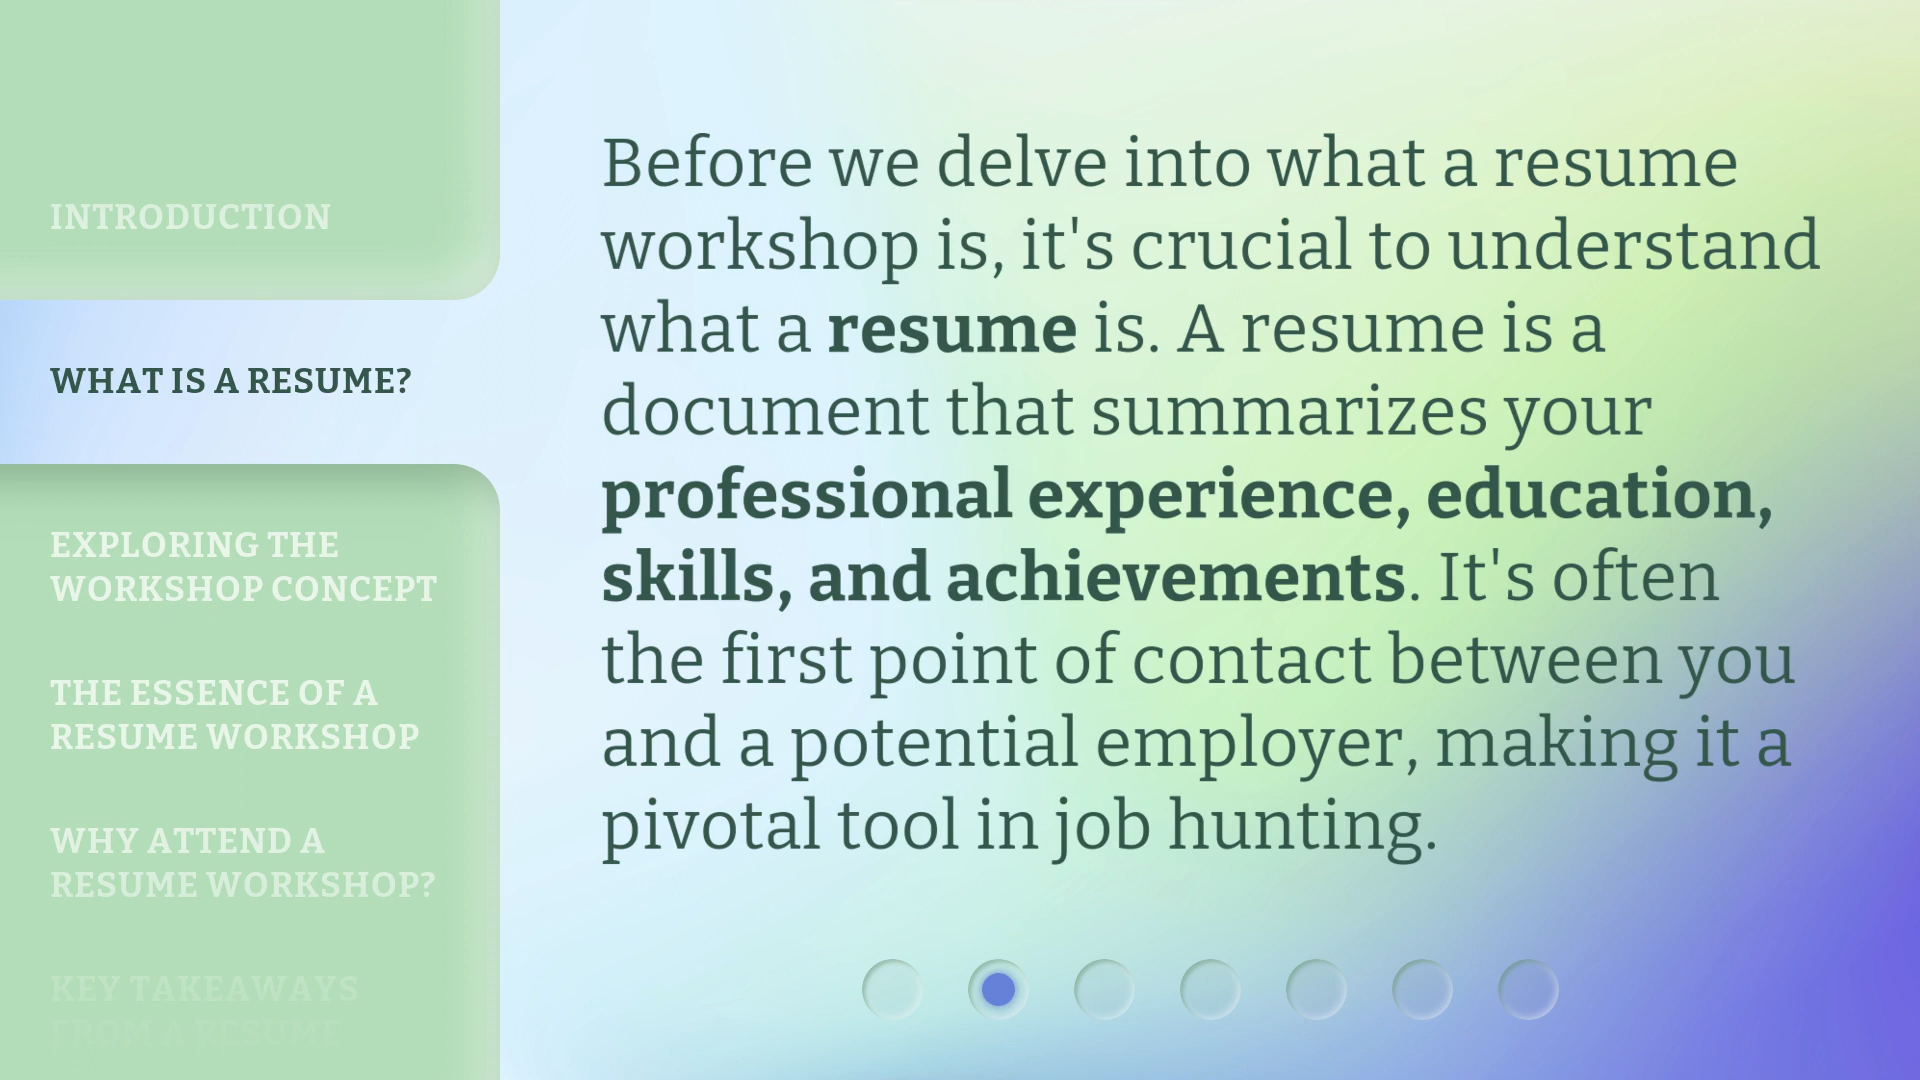 INTRODUCTION
WHAT IS A RESUME?
EXPLORING THE
WORKSHOP CONCEPT
THE ESSENCE OF A
RESUME WORKSHOP
WHY ATTEND A
RESUME WORKSHOP?
KEY TAKEAWAYS
FROM A RESUME
Before we delve into what a resume
workshop is, it's crucial to understand
what a resume is. A resume is a
document that summarizes your
professional experience, education,
skills, and achievements. It's often
the first point of contact between you
and a potential employer, making it a
pivotal tool in job hunting.